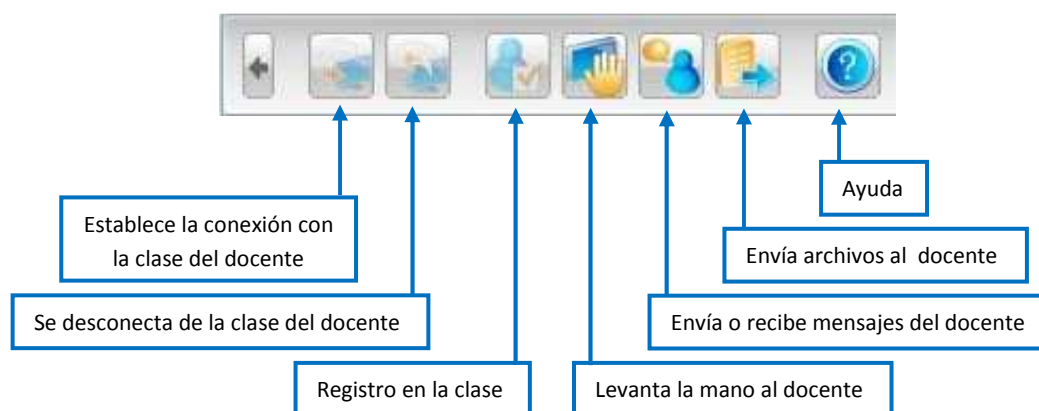 ?
Ayuda
Establece la conexión con
la clase del docente
Envía archivos al docente
Se desconecta de la clase del docente
Envía o recibe mensajes del docente
Registro en la clase
Levanta la mano al docente